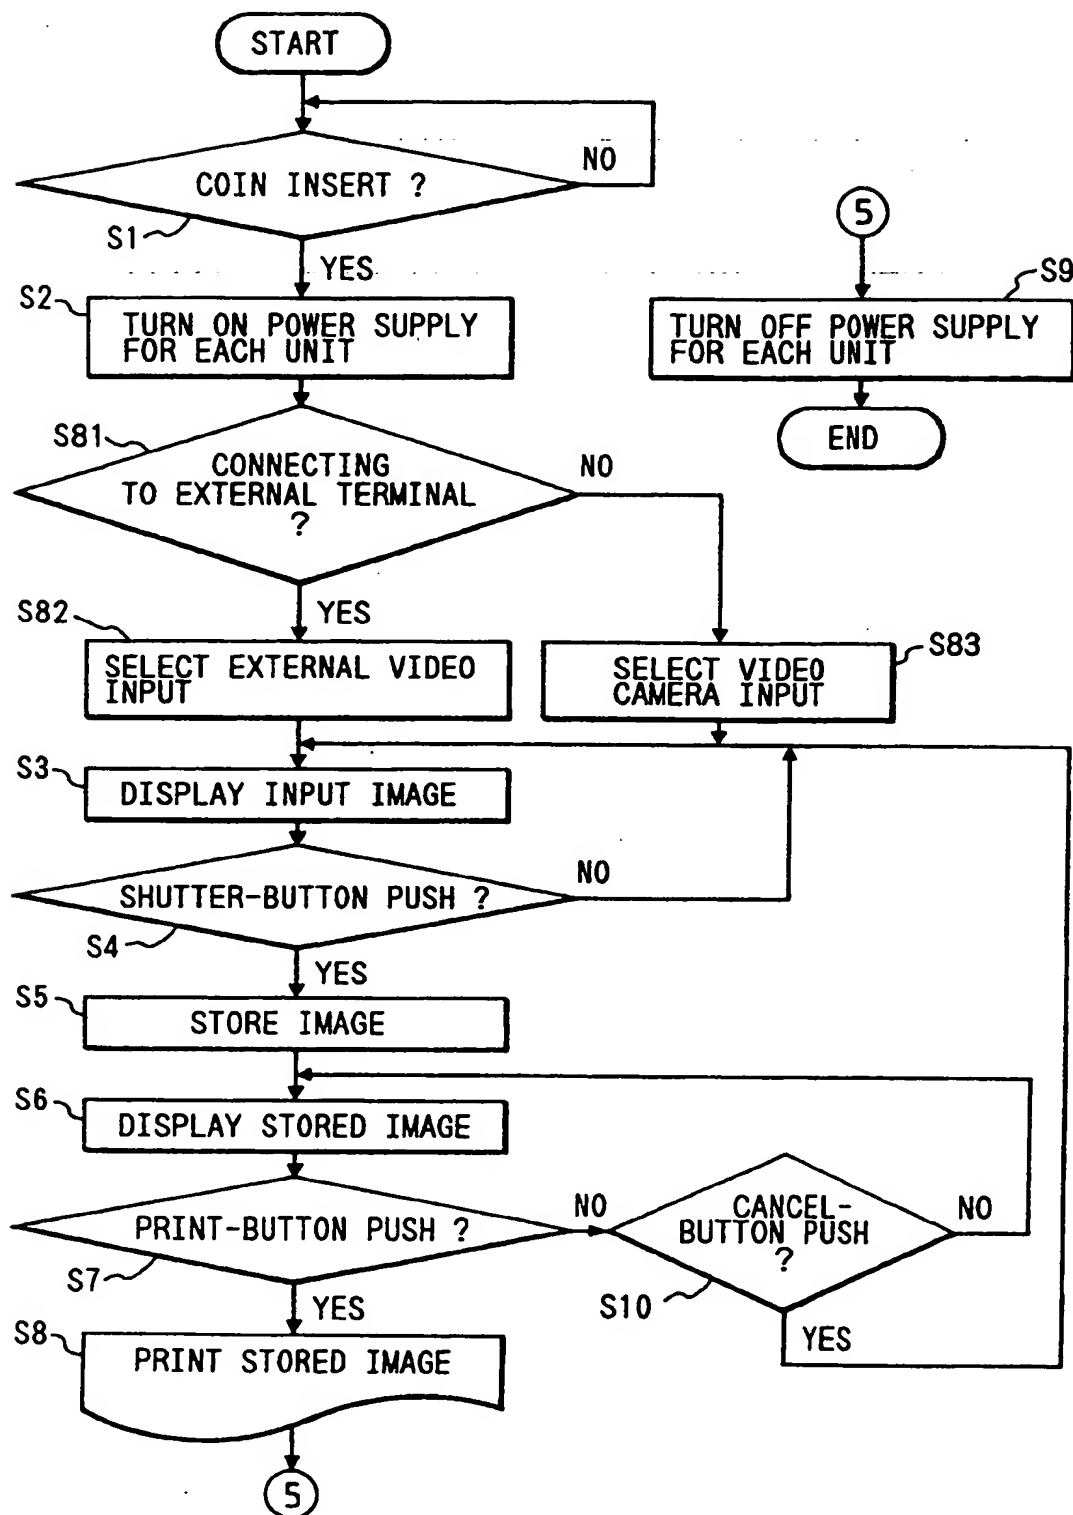 START
COIN INSERT ?
NO
S1
YES
S2
TURN ON POWER SUPPLY
FOR EACH UNIT
5
S9
TURN OFF POWER SUPPLY
FOR EACH UNIT
END
S81
CONNECTING
TO EXTERNAL TERMINAL
?
NO
YES
S82
SELECT EXTERNAL VIDEO
INPUT
SELECT VIDEO
CAMERA INPUT
S83
S3
DISPLAY INPUT IMAGE
SHUTTER-BUTTON PUSH ?
NO
S4
YES
S5
STORE IMAGE
S6
DISPLAY STORED IMAGE
PRINT-BUTTON PUSH ?
NO
S7
CANCEL-
BUTTON PUSH
?
NO
S10
YES
YES
S8
PRINT STORED IMAGE
5